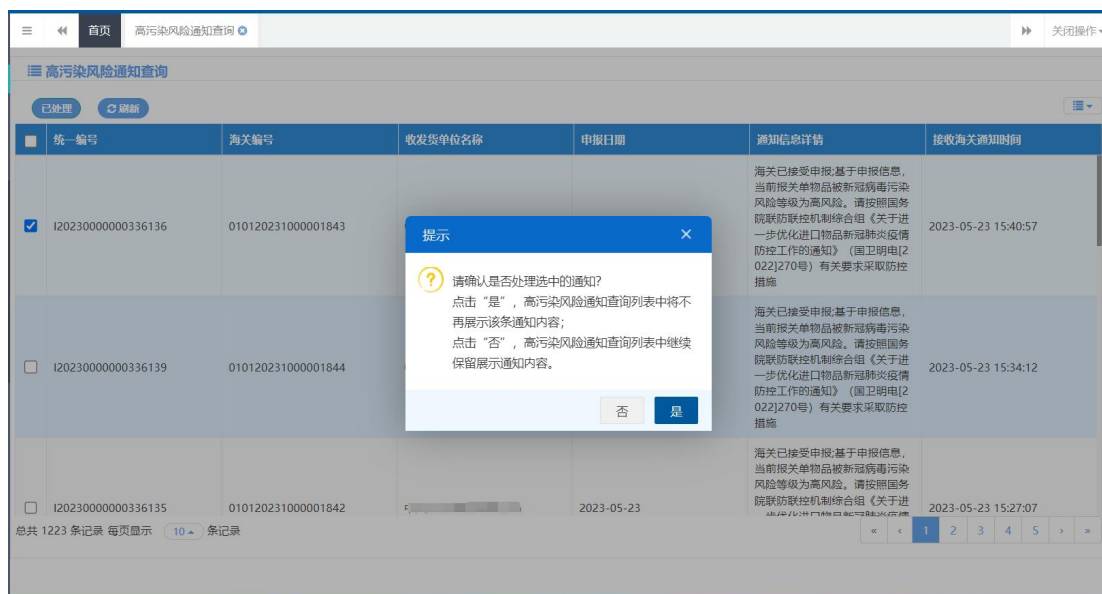 首页 高污染风险通知查询 关闭操作
高污染风险通知查询
已处理 刷新
统一编号 海关编号 收发货单位名称 申报日期 通知信息详情 接收海关通知时间
I20230000000336136 010120231000001843 2023-05-23 15:40:57
海关已接受申报;基于申报信息,
当前报关单物品被新冠病毒污染
风险等级为高风险。请按照国务
院联防联控机制综合组《关于进
一步优化进口物品新冠肺炎疫情
防控工作的通知》(国卫明电[2
022]270号)有关要求采取防控
措施
提示
请确认是否处理选中的通知?
点击“是”,高污染风险通知查询列表中将不
再展示该条通知内容;
点击“否”,高污染风险通知查询列表中继续
保留展示通知内容。
否 是
I20230000000336139 010120231000001844 2023-05-23 15:34:12
海关已接受申报;基于申报信息,
当前报关单物品被新冠病毒污染
风险等级为高风险。请按照国务
院联防联控机制综合组《关于进
一步优化进口物品新冠肺炎疫情
防控工作的通知》(国卫明电[2
022]270号)有关要求采取防控
措施
I20230000000336135 010120231000001842 2023-05-23 2023-05-23 15:27:07
海关已接受申报;基于申报信息,
当前报关单物品被新冠病毒污染
风险等级为高风险。请按照国务
院联防联控机制综合组《关于进
一步优化进口物品新冠肺炎疫情
总共 1223 条记录 每页显示 10 条记录 « ‹ 1 2 3 4 5 › »